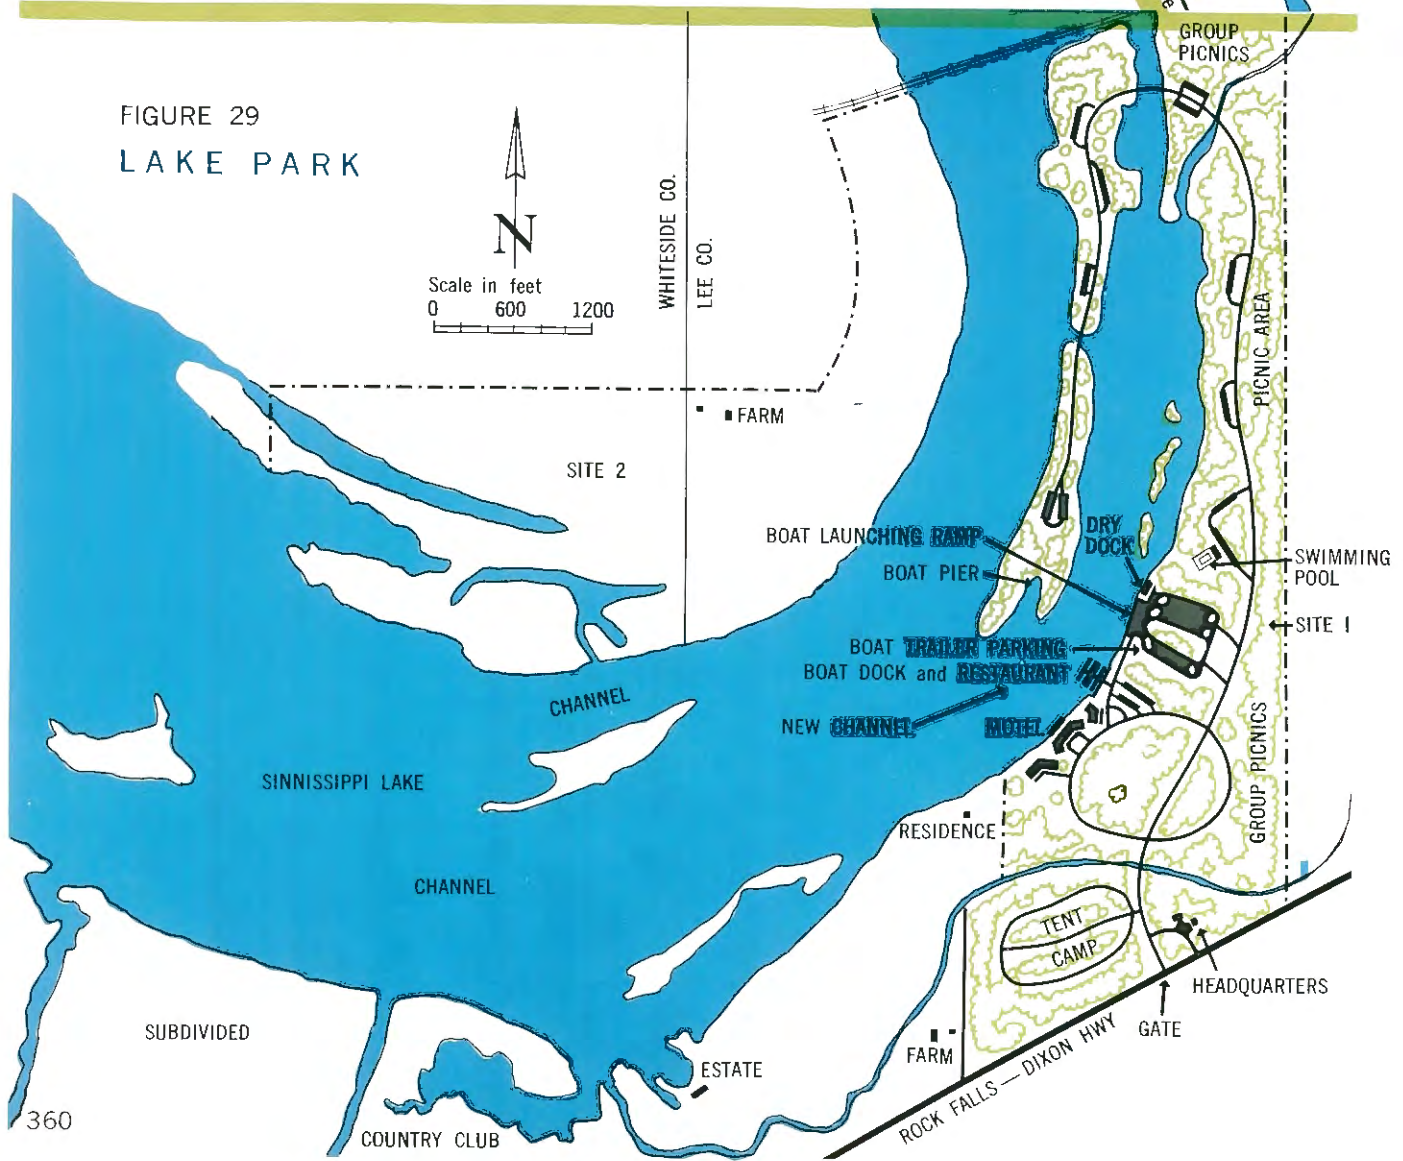 GROUP
PICNICS
FIGURE 29
LAKE PARK
N
Scale in feet
0 600 1200
WHITESIDE CO.
LEE CO.
PICNIC AREA
FARM
SITE 2
BOAT LAUNCHING RAMP
DRY
DOCK
BOAT PIER
SWIMMING
POOL
SITE 1
BOAT TRAILER PARKING
BOAT DOCK and RESTAURANT
CHANNEL
NEW CHANNEL
MOTEL
GROUP PICNICS
SINNISSIPPI LAKE
RESIDENCE
CHANNEL
TENT
CAMP
HEADQUARTERS
GATE
SUBDIVIDED
FARM
ESTATE
ROCK FALLS — DIXON HWY
360
COUNTRY CLUB